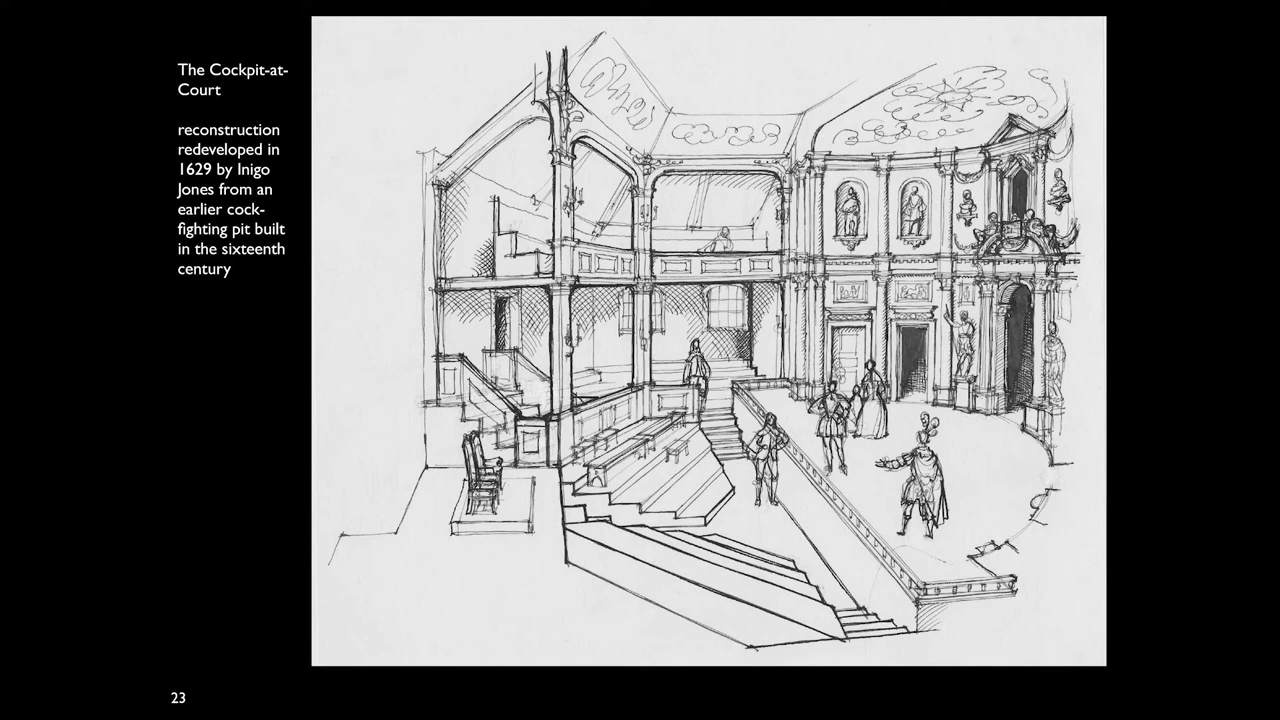 The Cockpit-at-
Court
reconstruction
redeveloped in
1629 by Inigo
Jones from an
earlier cock-
fighting pit built
in the sixteenth
century
23